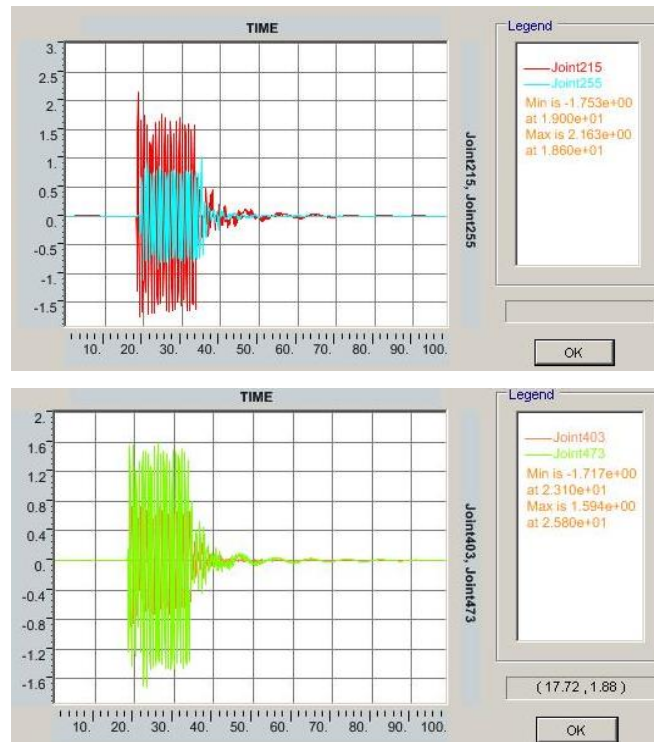 TIME
Legend
3.
2.5
2.
1.5
1.
0.5
0.
-0.5
-1.
-1.5
Joint215, Joint255
Joint215
Joint255
Min is -1.753e+00
at 1.900e+01
Max is 2.163e+00
at 1.860e+01
10. 20. 30. 40. 50. 60. 70. 80. 90. 100.
OK
TIME
Legend
2.
1.6
1.2
0.8
0.4
0.
-0.4
-0.8
-1.2
-1.6
Joint403, Joint473
Joint403
Joint473
Min is -1.717e+00
at 2.310e+01
Max is 1.594e+00
at 2.580e+01
(17.72 , 1.88 )
10. 20. 30. 40. 50. 60. 70. 80. 90. 100.
OK